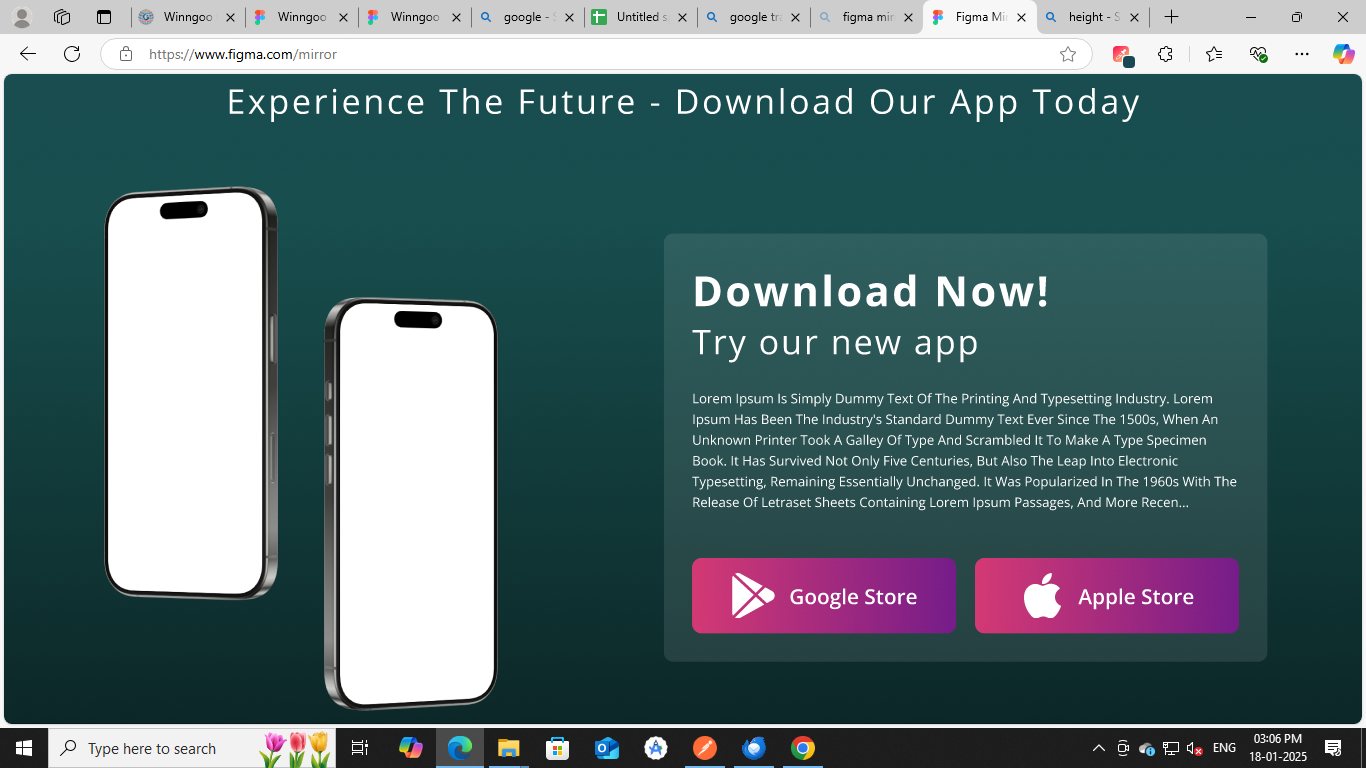 Winngoo
Winngoo
Winngoo
google - S
Untitled s
google tra
figma mir
Figma Mir
height - S
https://www.figma.com/mirror
Experience The Future - Download Our App Today
Download Now!
Try our new app
Lorem Ipsum Is Simply Dummy Text Of The Printing And Typesetting Industry. Lorem
Ipsum Has Been The Industry's Standard Dummy Text Ever Since The 1500s, When An
Unknown Printer Took A Galley Of Type And Scrambled It To Make A Type Specimen
Book. It Has Survived Not Only Five Centuries, But Also The Leap Into Electronic
Typesetting, Remaining Essentially Unchanged. It Was Popularized In The 1960s With The
Release Of Letraset Sheets Containing Lorem Ipsum Passages, And More Recen...
Google Store
Apple Store
Type here to search
ENG
03:06 PM
18-01-2025